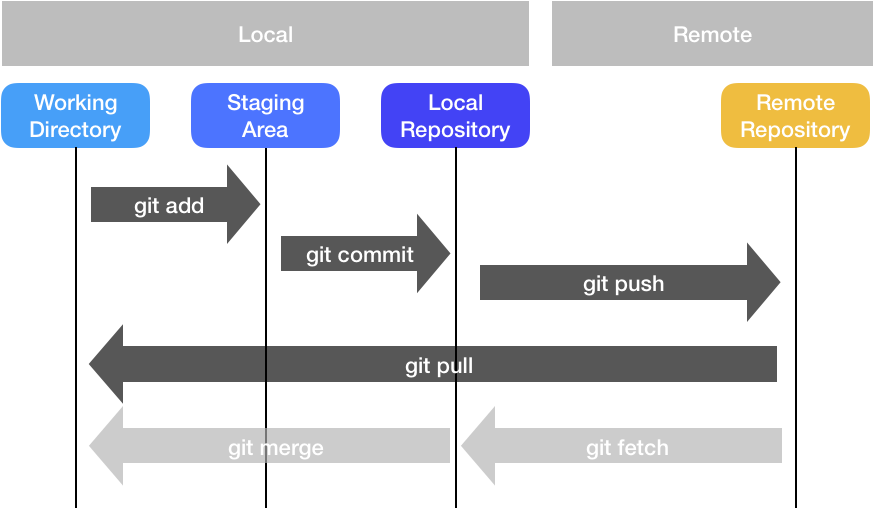 Local
Remote
Working
Directory
Staging
Area
Local
Repository
Remote
Repository
git add
git commit
git push
git pull
git merge
git fetch